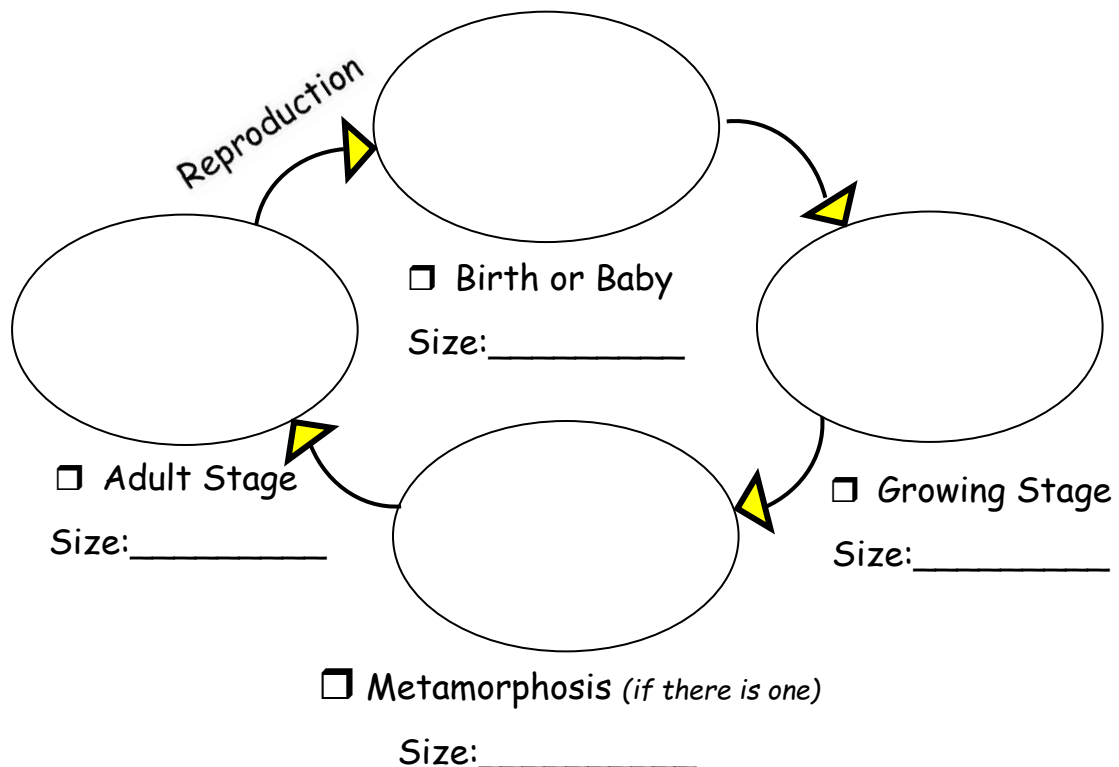 Reproduction
❒ Birth or Baby
Size:_________
❒ Adult Stage
Size:_________
❒ Growing Stage
Size:_________
❒ Metamorphosis (if there is one)
Size:__________